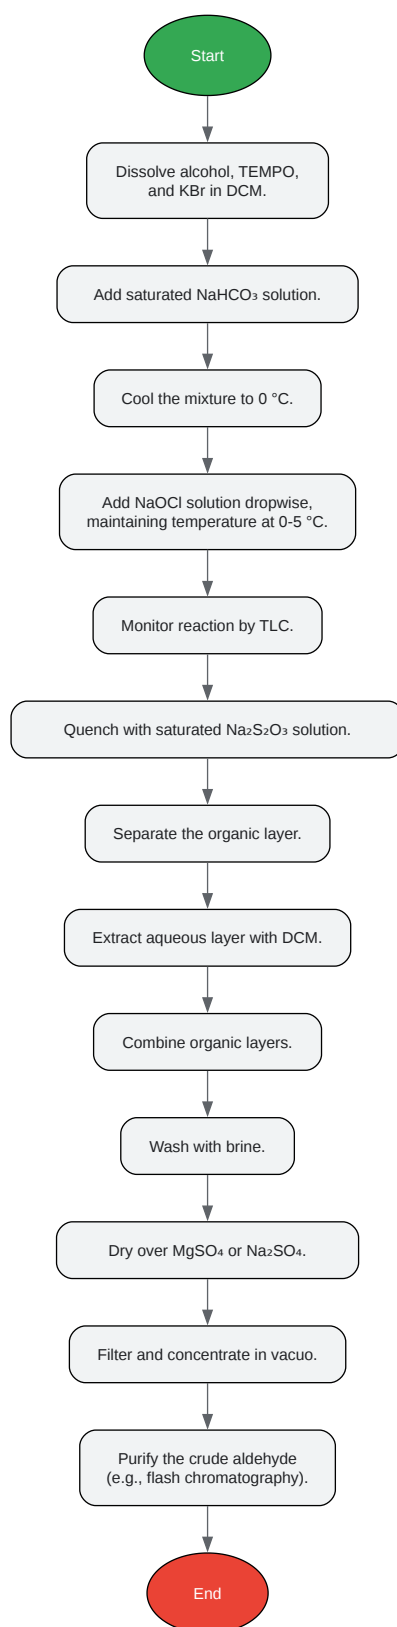 Start
Dissolve alcohol, TEMPO,
and KBr in DCM.
Add saturated NaHCO₃ solution.
Cool the mixture to 0 °C.
Add NaOCl solution dropwise,
maintaining temperature at 0-5 °C.
Monitor reaction by TLC.
Quench with saturated Na₂S₂O₃ solution.
Separate the organic layer.
Extract aqueous layer with DCM.
Combine organic layers.
Wash with brine.
Dry over MgSO₄ or Na₂SO₄.
Filter and concentrate in vacuo.
Purify the crude aldehyde
(e.g., flash chromatography).
End